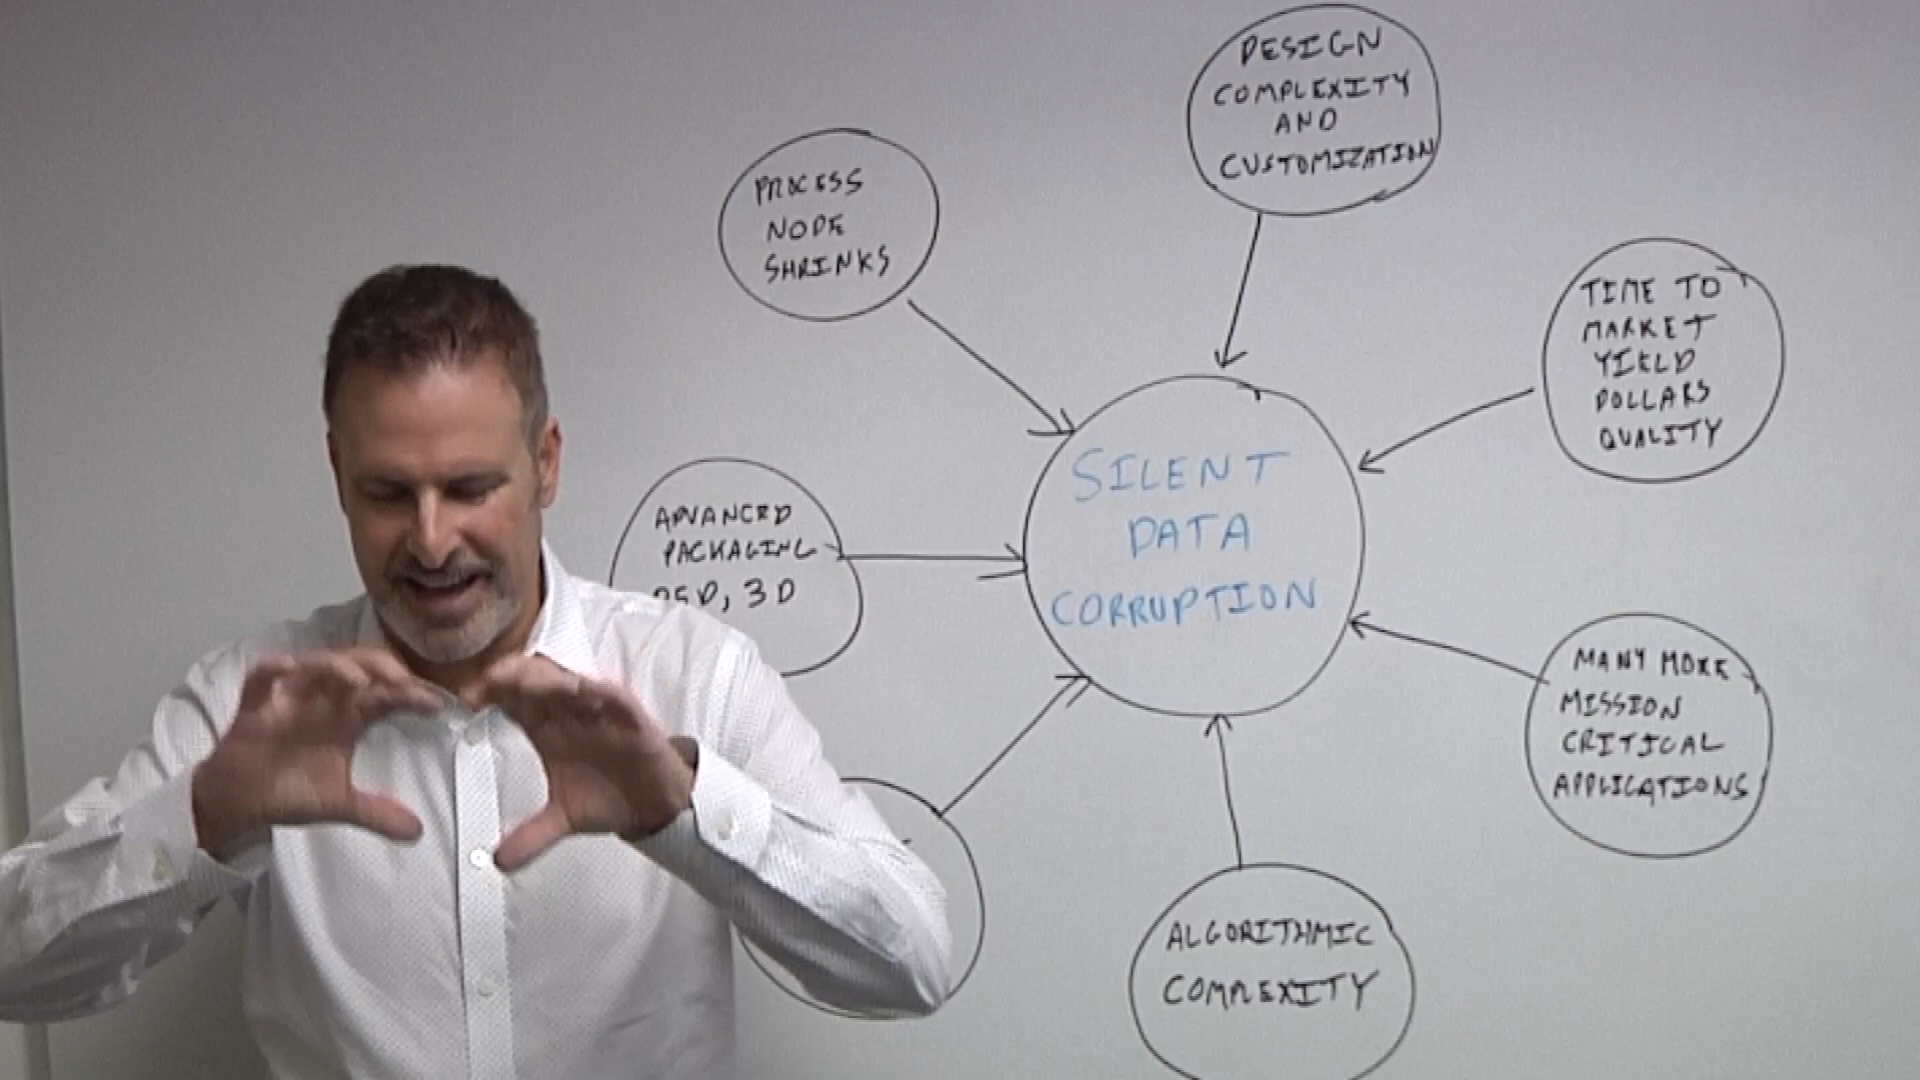 DESIGN
COMPLEXITY
AND
CUSTOMIZATION
PROCESS
NODE
SHRINKS
TIME TO
MARKET
YIELD
DOLLARS
QUALITY
ADVANCED
PACKAGING
3D
SILENT
DATA
CORRUPTION
MANY MORE
MISSION
CRITICAL
APPLICATIONS
ALGORITHMIC
COMPLEXITY